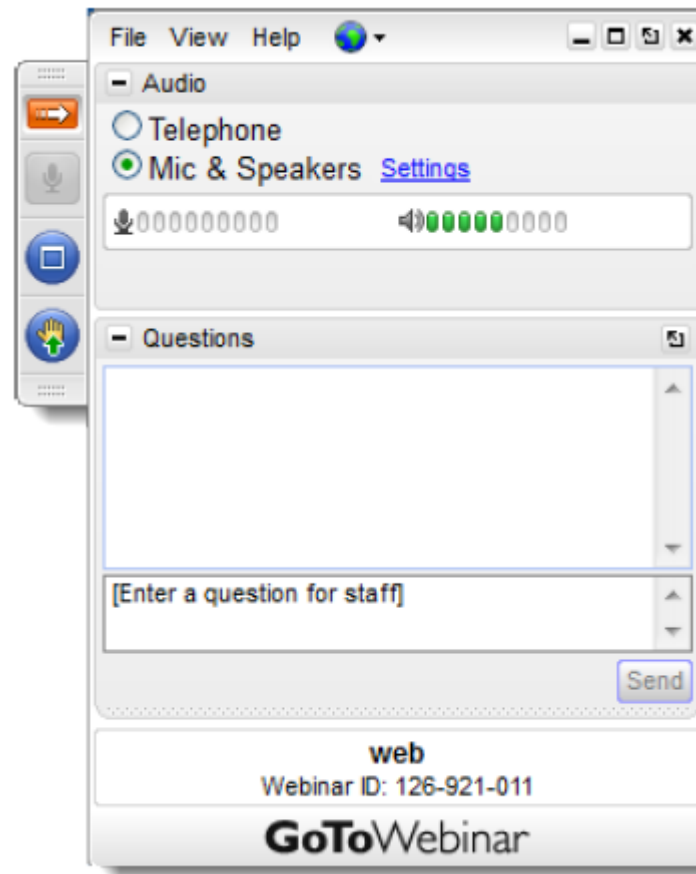 File View Help
Audio
Telephone
Mic & Speakers Settings
Questions
[Enter a question for staff]
Send
web
Webinar ID: 126-921-011
GoToWebinar